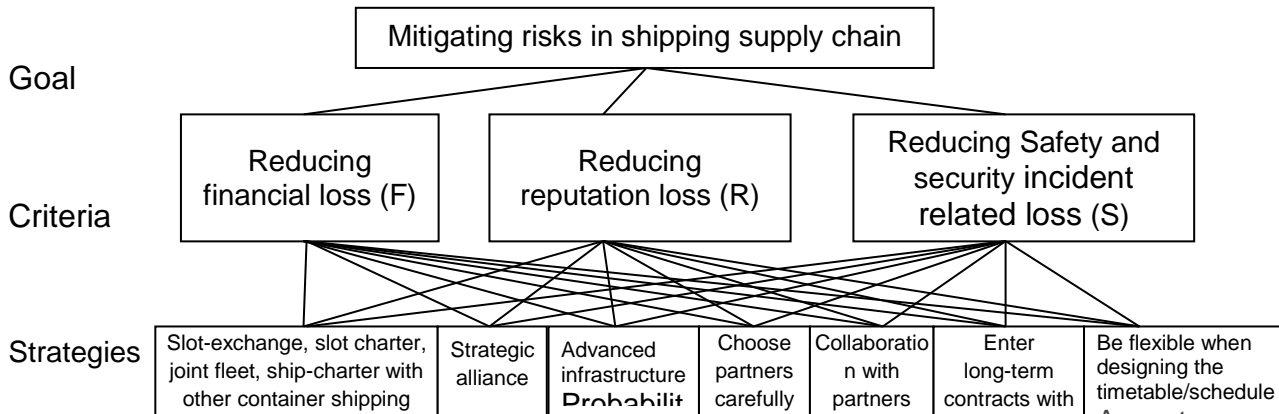 Mitigating risks in shipping supply chain
Goal
Reducing
financial loss (F)
Reducing
reputation loss (R)
Reducing Safety and
security incident
related loss (S)
Criteria
Strategies
Slot-exchange, slot charter,
joint fleet, ship-charter with
other container shipping
Strategic
alliance
Advanced
infrastructure
Probabilit
Choose
partners
carefully
Collaboratio
n with
partners
Enter
long-term
contracts with
Be flexible when
designing the
timetable/schedule